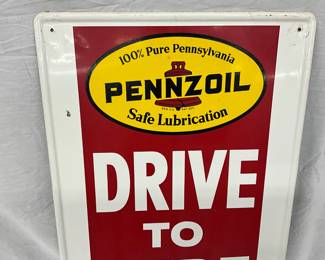 100% Pure Pennsylvania
PENNZOIL
Safe Lubrication
DRIVE
TO